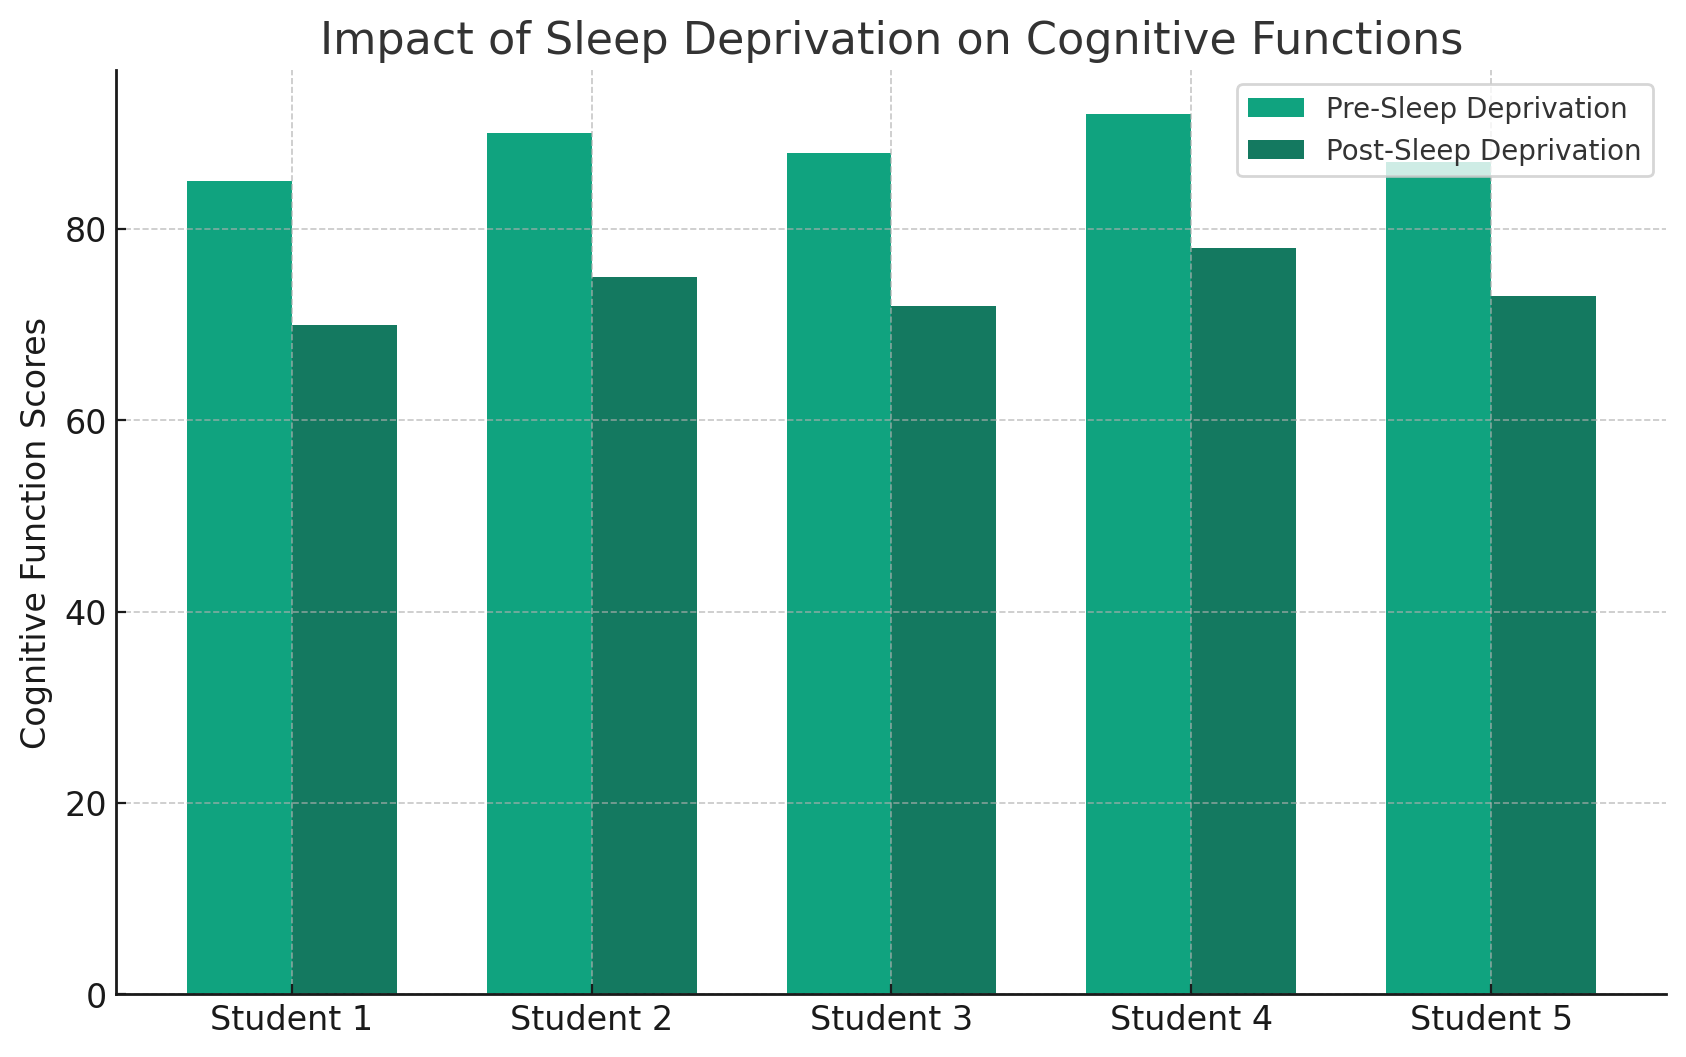 Impact of Sleep Deprivation on Cognitive Functions
Pre-Sleep Deprivation
Post-Sleep Deprivation
Cognitive Function Scores
80
60
40
20
0
Student 1
Student 2
Student 3
Student 4
Student 5